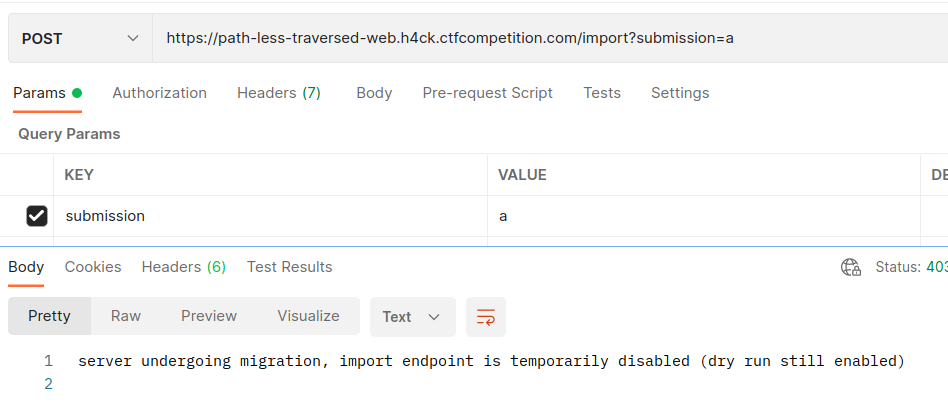 POST https://path-less-traversed-web.h4ck.ctfcompetition.com/import?submission=a
Params Authorization Headers (7) Body Pre-request Script Tests Settings
Query Params
KEY VALUE DE
submission a
Body Cookies Headers (6) Test Results Status: 403
Pretty Raw Preview Visualize Text
1 server undergoing migration, import endpoint is temporarily disabled (dry run still enabled)
2